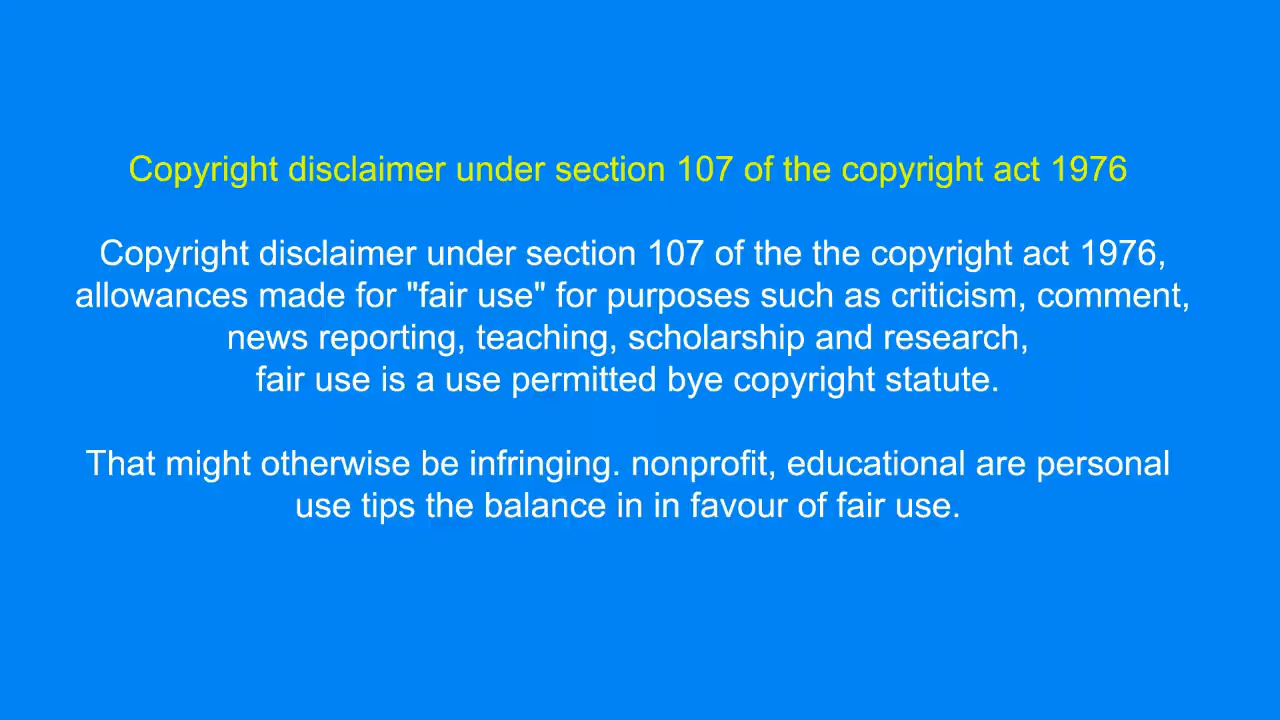 Copyright disclaimer under section 107 of the copyright act 1976
Copyright disclaimer under section 107 of the the copyright act 1976,
allowances made for "fair use" for purposes such as criticism, comment,
news reporting, teaching, scholarship and research,
fair use is a use permitted bye copyright statute.
That might otherwise be infringing. nonprofit, educational are personal
use tips the balance in in favour of fair use.